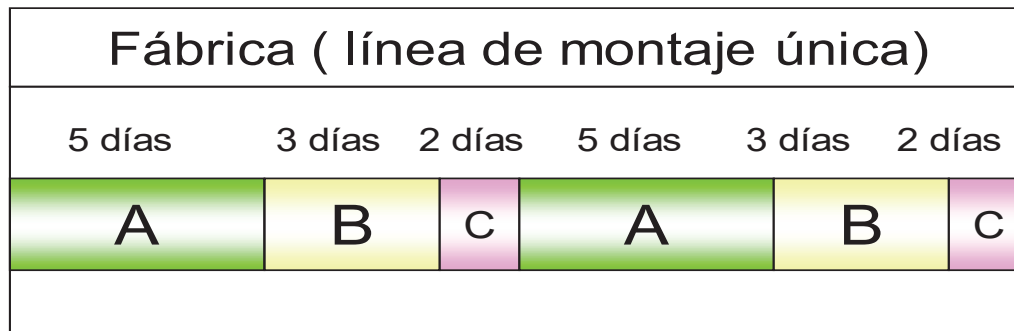 Fábrica ( línea de montaje única)
5 días 3 días 2 días 5 días 3 días 2 días
A B C A B C